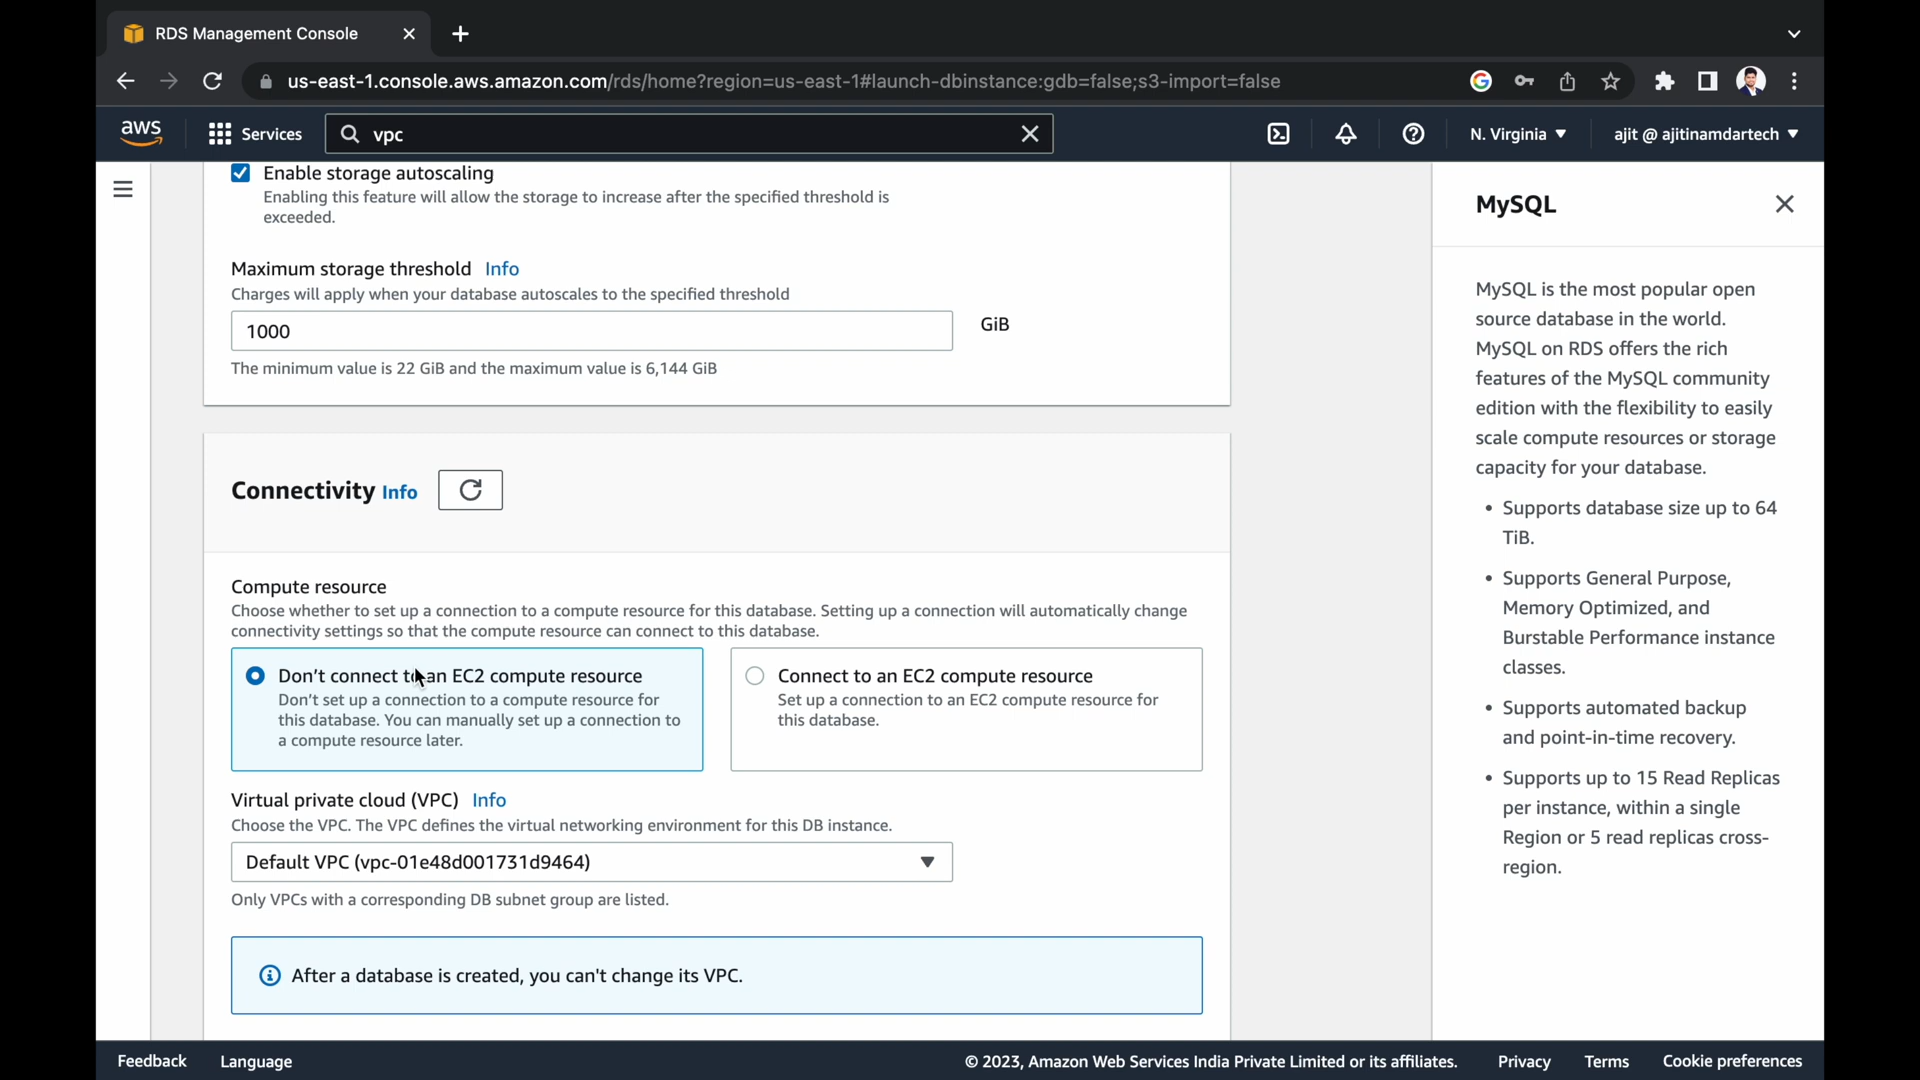 RDS Management Console
us-east-1.console.aws.amazon.com/rds/home?region=us-east-1#launch-dbinstance:gdb=false;s3-import=false
aws
Services
vpc
N. Virginia
ajit @ ajitinamdartech
Enable storage autoscaling
Enabling this feature will allow the storage to increase after the specified threshold is
exceeded.
Maximum storage threshold Info
Charges will apply when your database autoscales to the specified threshold
1000
GiB
The minimum value is 22 GiB and the maximum value is 6,144 GiB
Connectivity Info
Compute resource
Choose whether to set up a connection to a compute resource for this database. Setting up a connection will automatically change
connectivity settings so that the compute resource can connect to this database.
Don't connect to an EC2 compute resource
Don't set up a connection to a compute resource for
this database. You can manually set up a connection to
a compute resource later.
Connect to an EC2 compute resource
Set up a connection to an EC2 compute resource for
this database.
Virtual private cloud (VPC) Info
Choose the VPC. The VPC defines the virtual networking environment for this DB instance.
Default VPC (vpc-01e48d001731d9464)
Only VPCs with a corresponding DB subnet group are listed.
After a database is created, you can't change its VPC.
MySQL
MySQL is the most popular open
source database in the world.
MySQL on RDS offers the rich
features of the MySQL community
edition with the flexibility to easily
scale compute resources or storage
capacity for your database.
• Supports database size up to 64
TiB.
• Supports General Purpose,
Memory Optimized, and
Burstable Performance instance
classes.
• Supports automated backup
and point-in-time recovery.
• Supports up to 15 Read Replicas
per instance, within a single
Region or 5 read replicas cross-
region.
Feedback
Language
© 2023, Amazon Web Services India Private Limited or its affiliates.
Privacy
Terms
Cookie preferences